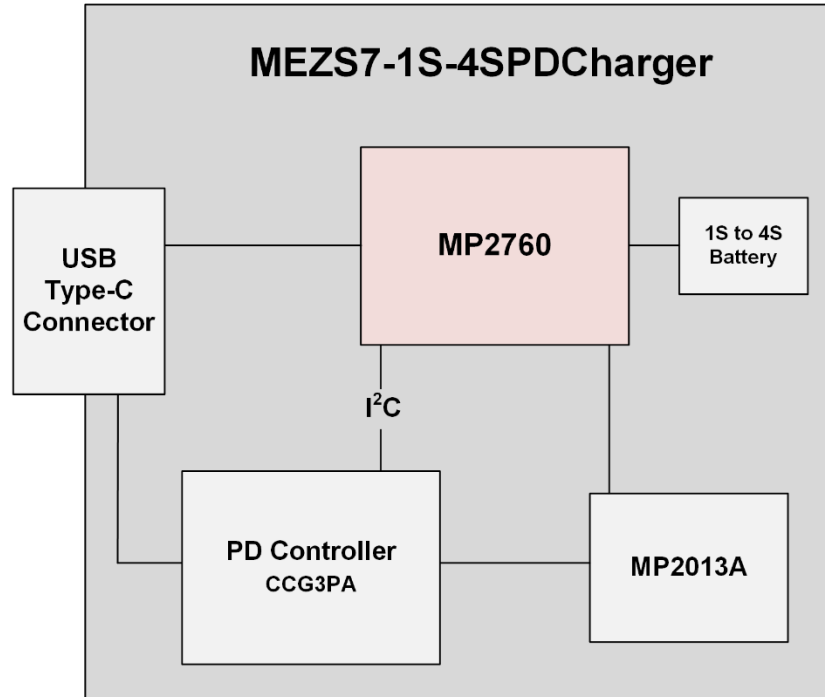 MEZS7-1S-4SPDCharger
MP2760
1S to 4S
Battery
USB
Type-C
Connector
I²C
PD Controller
CCG3PA
MP2013A